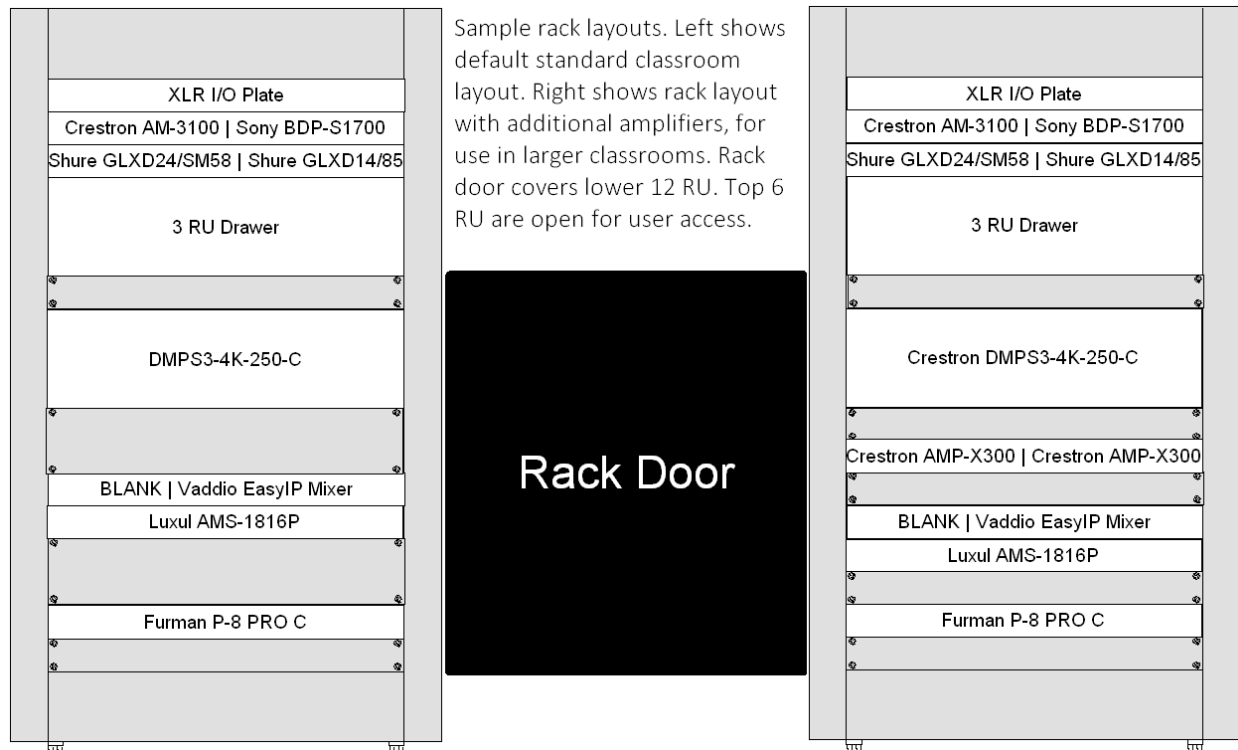 XLR I/O Plate
Crestron AM-3100 | Sony BDP-S1700
Shure GLXD24/SM58 | Shure GLXD14/85
3 RU Drawer
DMPS3-4K-250-C
BLANK | Vaddio EasyIP Mixer
Luxul AMS-1816P
Furman P-8 PRO C
Sample rack layouts. Left shows
default standard classroom
layout. Right shows rack layout
with additional amplifiers, for
use in larger classrooms. Rack
door covers lower 12 RU. Top 6
RU are open for user access.
Rack Door
XLR I/O Plate
Crestron AM-3100 | Sony BDP-S1700
Shure GLXD24/SM58 | Shure GLXD14/85
3 RU Drawer
Crestron DMPS3-4K-250-C
Crestron AMP-X300 | Crestron AMP-X300
BLANK | Vaddio EasyIP Mixer
Luxul AMS-1816P
Furman P-8 PRO C